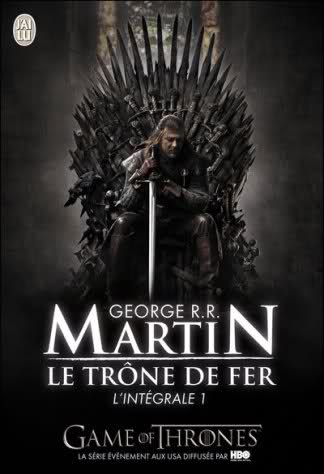 J'AI
LU
GEORGE R.R.
MARTIN
LE TRÔNE DE FER
L'INTÉGRALE 1
GAME OF THRONES
LA SÉRIE ÉVÉNEMENT AUX USA DIFFUSÉE PAR HBO